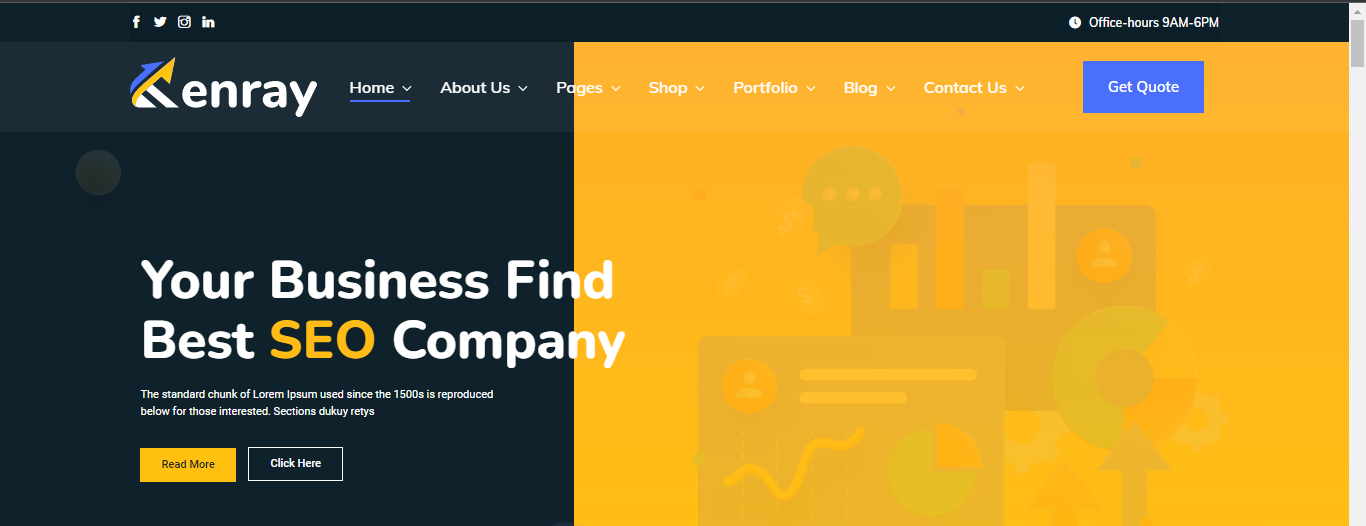 Office-hours 9AM-6PM
enray
Home
About Us
Pages
Shop
Portfolio
Blog
Contact Us
Get Quote
Your Business Find
Best SEO Company
The standard chunk of Lorem Ipsum used since the 1500s is reproduced
below for those interested. Sections dukuy retys
Read More
Click Here